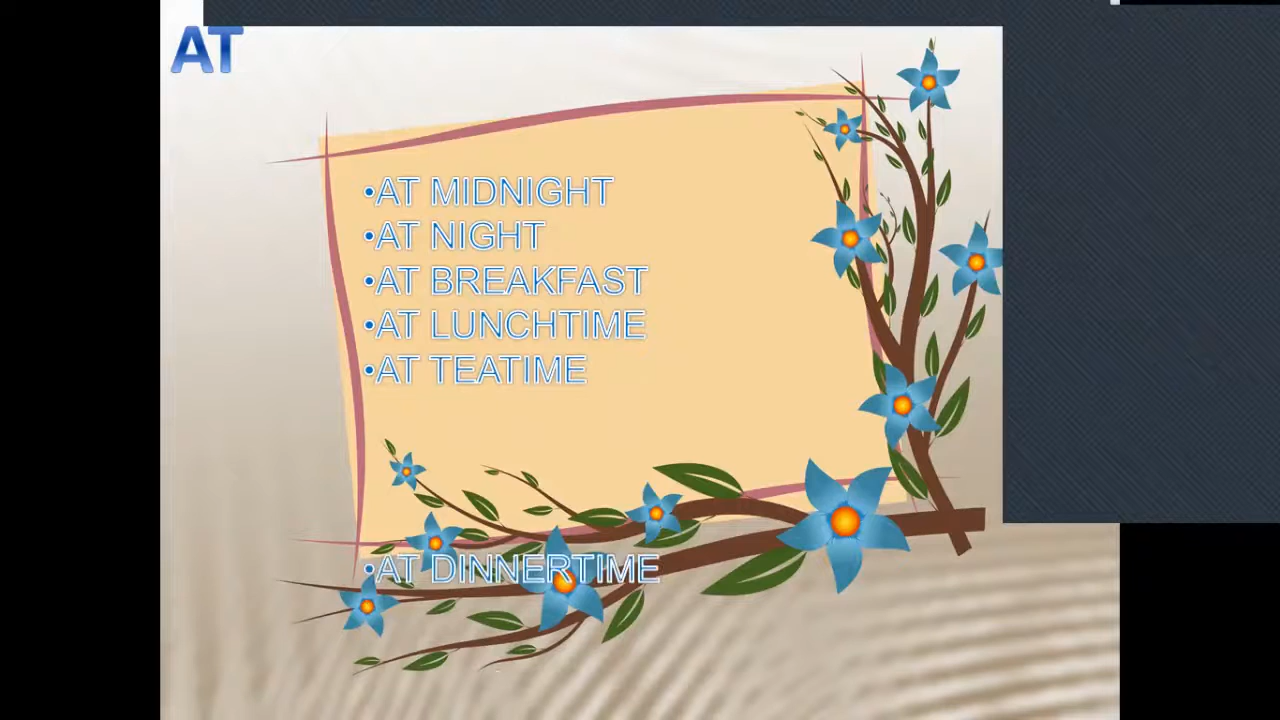 AT
•AT MIDNIGHT
•AT NIGHT
•AT BREAKFAST
•AT LUNCHTIME
•AT TEATIME
•AT DINNERTIME